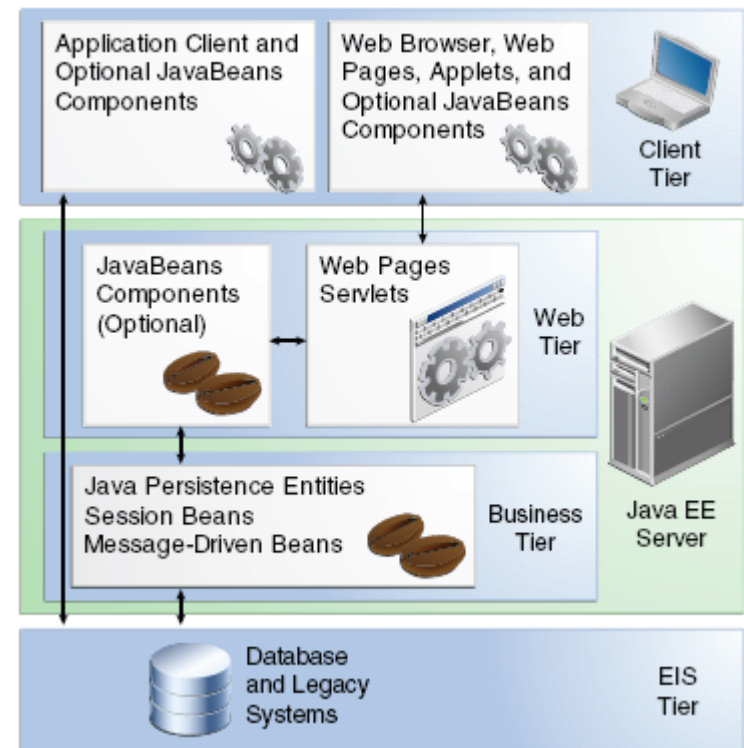 Application Client and
Optional JavaBeans
Components
Web Browser, Web
Pages, Applets, and
Optional JavaBeans
Components
Client
Tier
JavaBeans
Components
(Optional)
Web Pages
Servlets
Web
Tier
Java Persistence Entities
Session Beans
Message-Driven Beans
Business
Tier
Java EE
Server
Database
and Legacy
Systems
EIS
Tier